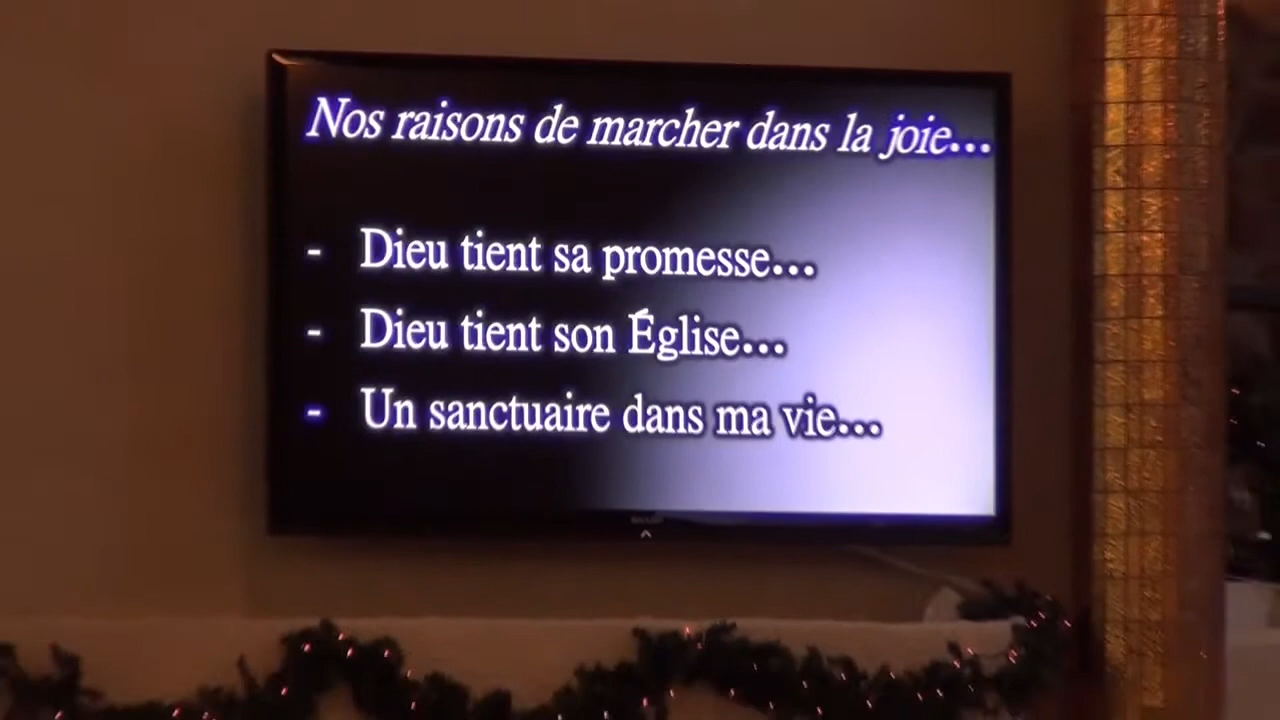 Nos raisons de marcher dans la joie...
- Dieu tient sa promesse...
- Dieu tient son Église...
- Un sanctuaire dans ma vie...